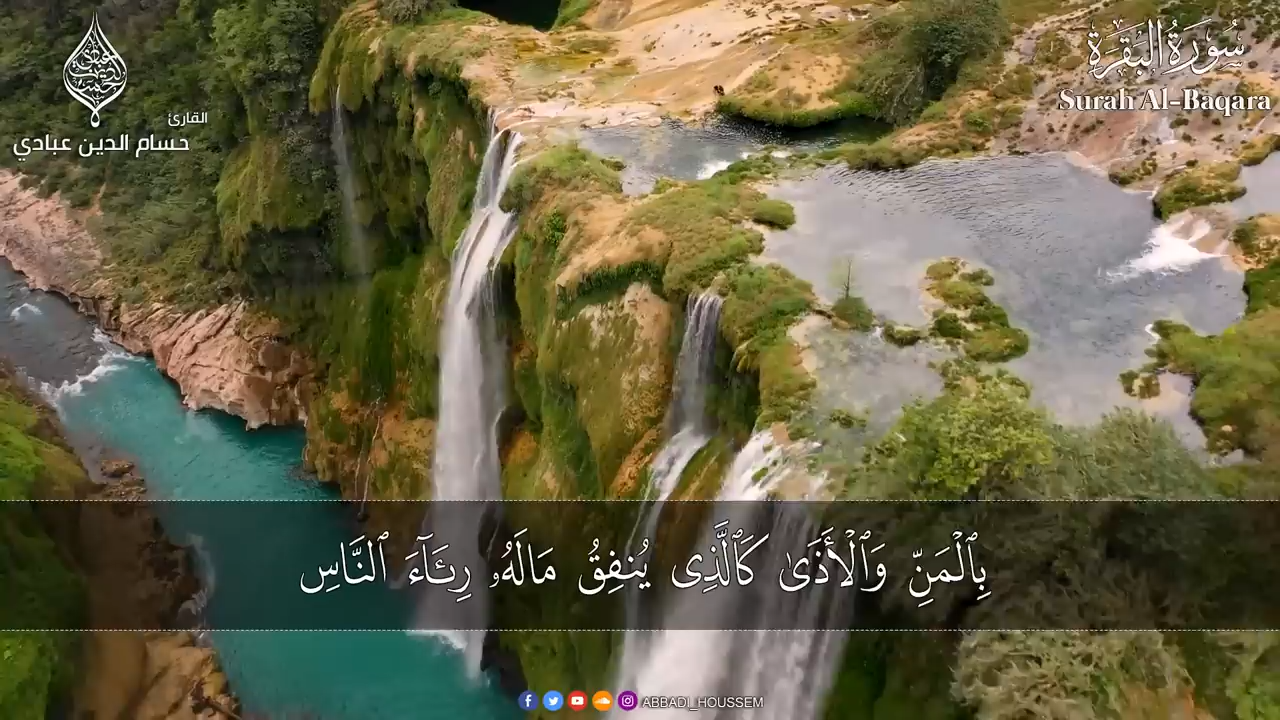 سُورَةُ البَقَرَة
Surah Al-Baqara
القارئ
حسام الدين عبادي
بِٱلْمَنِّ وَٱلْأَذَىٰ كَٱلَّذِى يُنفِقُ مَالَهُۥ رِئَآءَ ٱلنَّاسِ
ABBADI_HOUSSEM